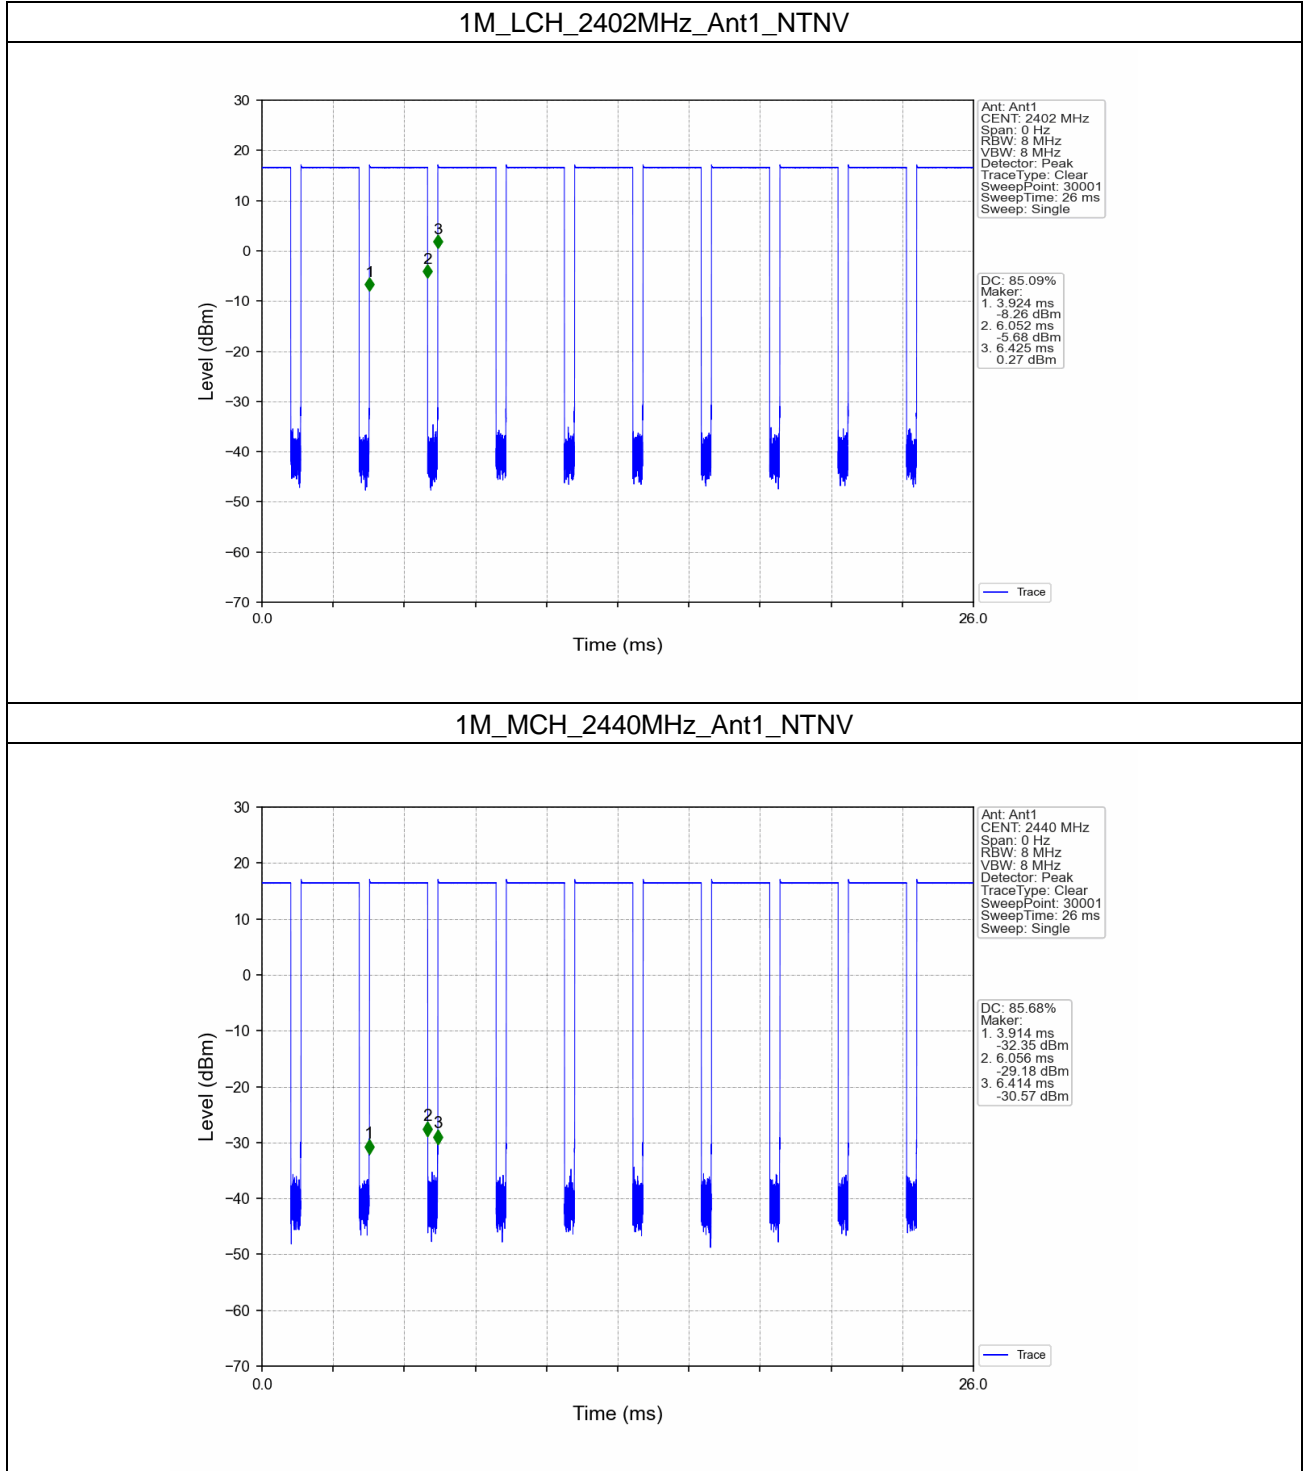 1M_LCH_2402MHz_Ant1_NTNV
30
20
10
0
−10
−20
−30
−40
−50
−60
−70
Level (dBm)
1
2
3
0.0
26.0
Time (ms)
Ant: Ant1
CENT: 2402 MHz
Span: 0 Hz
RBW: 8 MHz
VBW: 8 MHz
Detector: Peak
TraceType: Clear
SweepPoint: 30001
SweepTime: 26 ms
Sweep: Single
DC: 85.09%
Maker:
1. 3.924 ms
-8.26 dBm
2. 6.052 ms
-5.68 dBm
3. 6.425 ms
0.27 dBm
Trace
1M_MCH_2440MHz_Ant1_NTNV
30
20
10
0
−10
−20
−30
−40
−50
−60
−70
Level (dBm)
1
2
3
0.0
26.0
Time (ms)
Ant: Ant1
CENT: 2440 MHz
Span: 0 Hz
RBW: 8 MHz
VBW: 8 MHz
Detector: Peak
TraceType: Clear
SweepPoint: 30001
SweepTime: 26 ms
Sweep: Single
DC: 85.68%
Maker:
1. 3.914 ms
-32.35 dBm
2. 6.056 ms
-29.18 dBm
3. 6.414 ms
-30.57 dBm
Trace